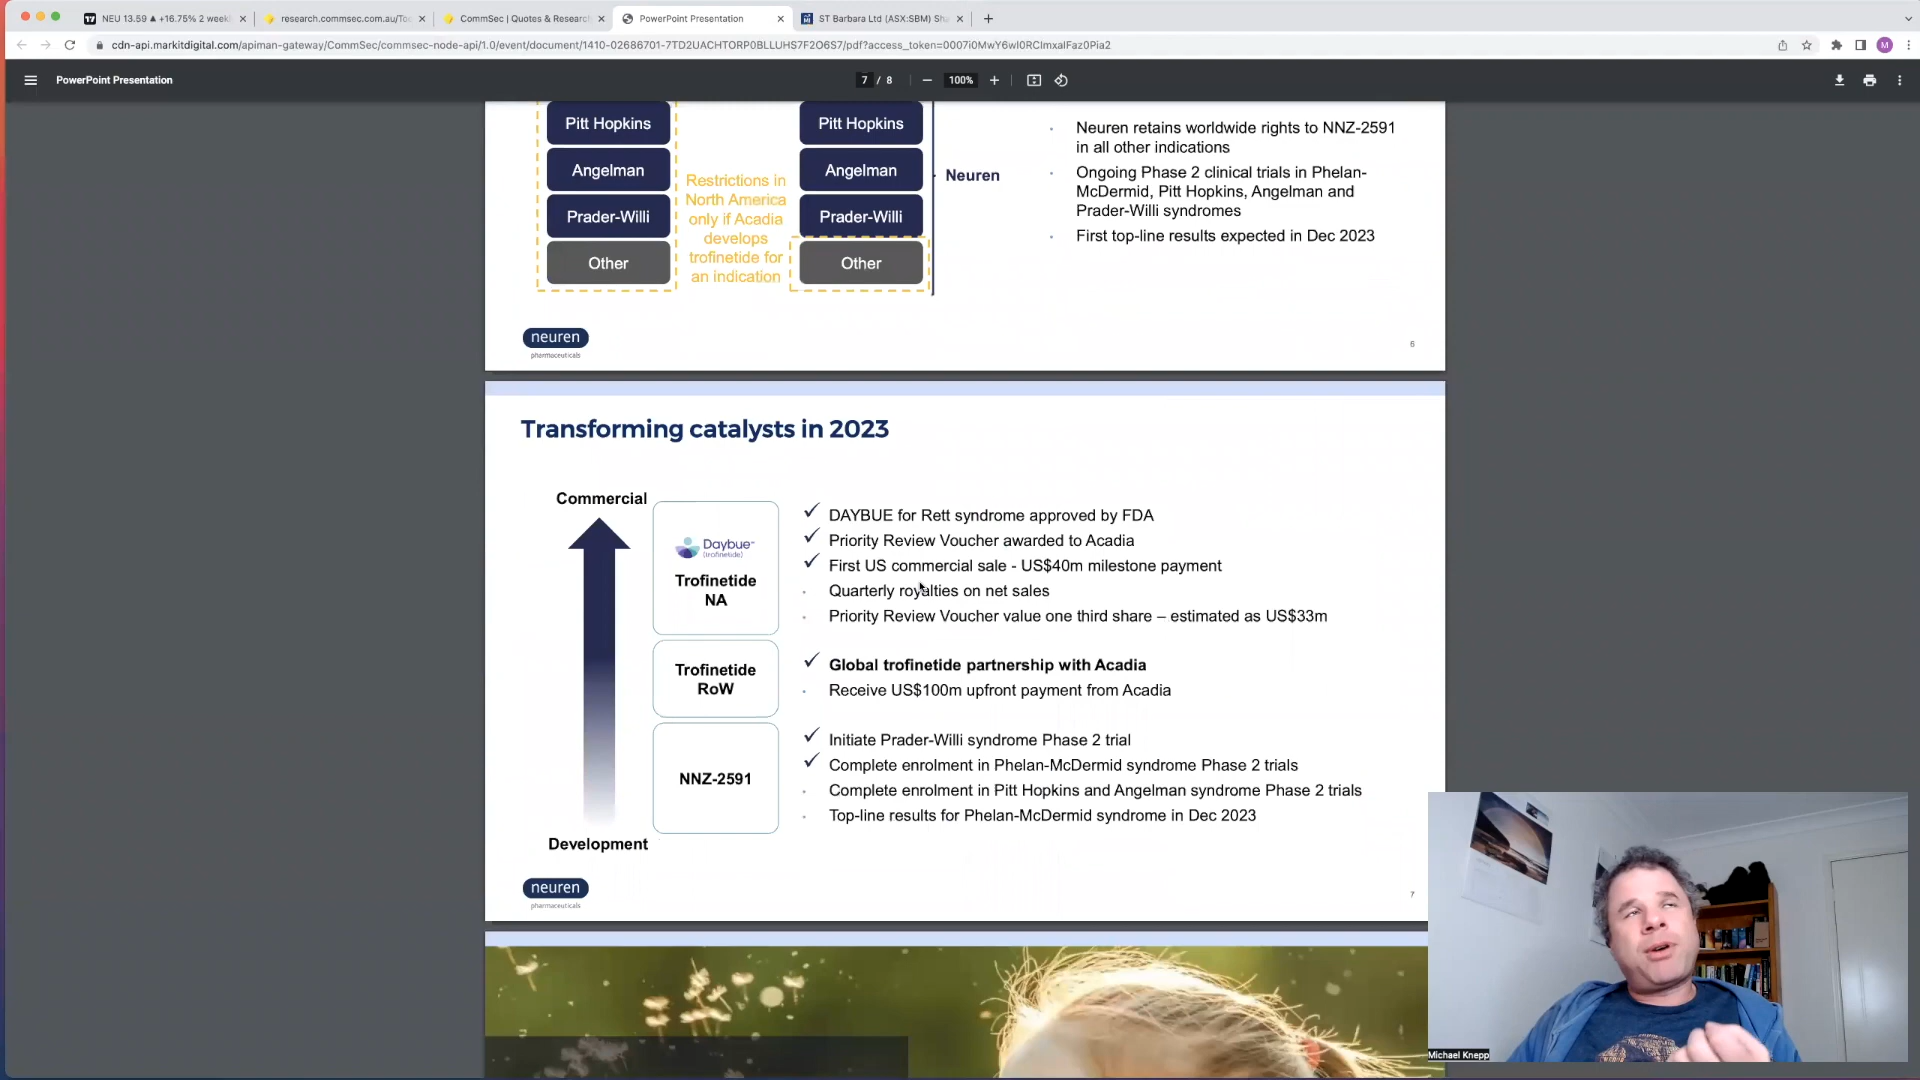 NEU 13.59 ▲ +16.75% 2 week
research.commsec.com.au/Too
CommSec | Quotes & Research
PowerPoint Presentation
ST Barbara Ltd (ASX:SBM) Sha
cdn-api.markitdigital.com/apiman-gateway/CommSec/commsec-node-api/1.0/event/document/1410-02686701-7TD2UACHTORP0BLLUHS7F2O6S7/pdf?access_token=0007i0MwY6wI0RCImxalFaz0Pia2
M
PowerPoint Presentation
7 / 8
100%
Pitt Hopkins
Angelman
Prader-Willi
Other
Restrictions in
North America
only if Acadia
develops
trofinetide for
an indication
Pitt Hopkins
Angelman
Prader-Willi
Other
Neuren
Neuren retains worldwide rights to NNZ-2591
in all other indications
Ongoing Phase 2 clinical trials in Phelan-
McDermid, Pitt Hopkins, Angelman and
Prader-Willi syndromes
First top-line results expected in Dec 2023
neuren
pharmaceuticals
6
Transforming catalysts in 2023
Commercial
Development
Daybue™
(trofinetide)
Trofinetide
NA
✓ DAYBUE for Rett syndrome approved by FDA
✓ Priority Review Voucher awarded to Acadia
✓ First US commercial sale - US$40m milestone payment
Quarterly royalties on net sales
Priority Review Voucher value one third share – estimated as US$33m
Trofinetide
RoW
✓ Global trofinetide partnership with Acadia
Receive US$100m upfront payment from Acadia
NNZ-2591
✓ Initiate Prader-Willi syndrome Phase 2 trial
✓ Complete enrolment in Phelan-McDermid syndrome Phase 2 trials
Complete enrolment in Pitt Hopkins and Angelman syndrome Phase 2 trials
Top-line results for Phelan-McDermid syndrome in Dec 2023
neuren
pharmaceuticals
7
Michael Knepp